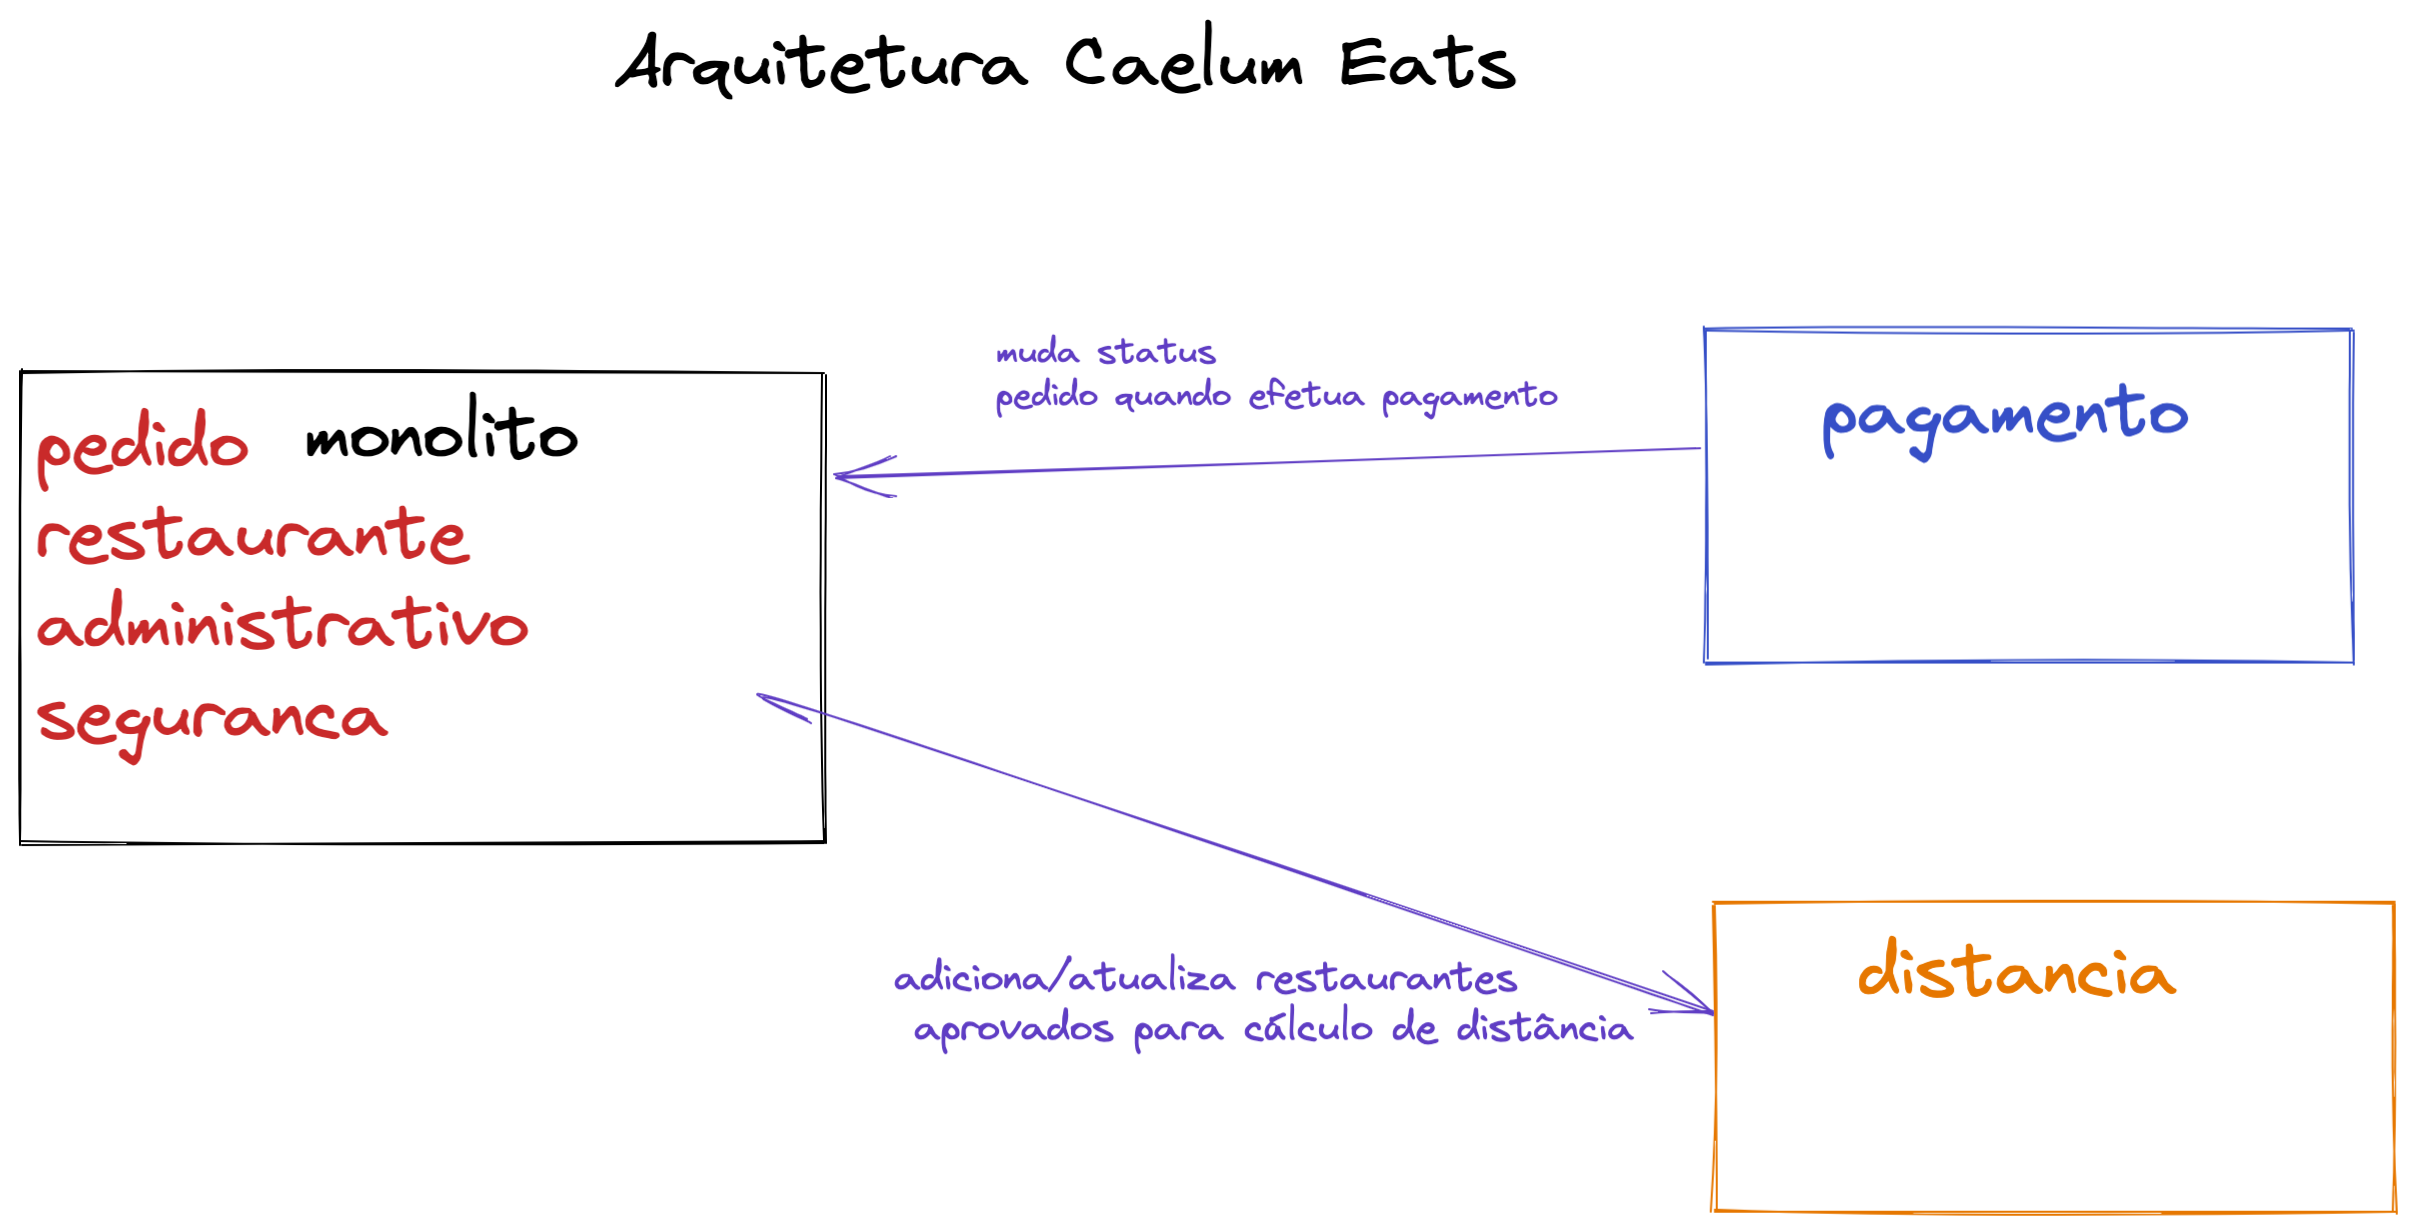 Arquitetura Caelum Eats
muda status
pedido quando efetua pagamento
pagamento
pedido monolito
restaurante
administrativo
seguranca
adiciona/atualiza restaurantes
aprovados para cálculo de distância
distancia